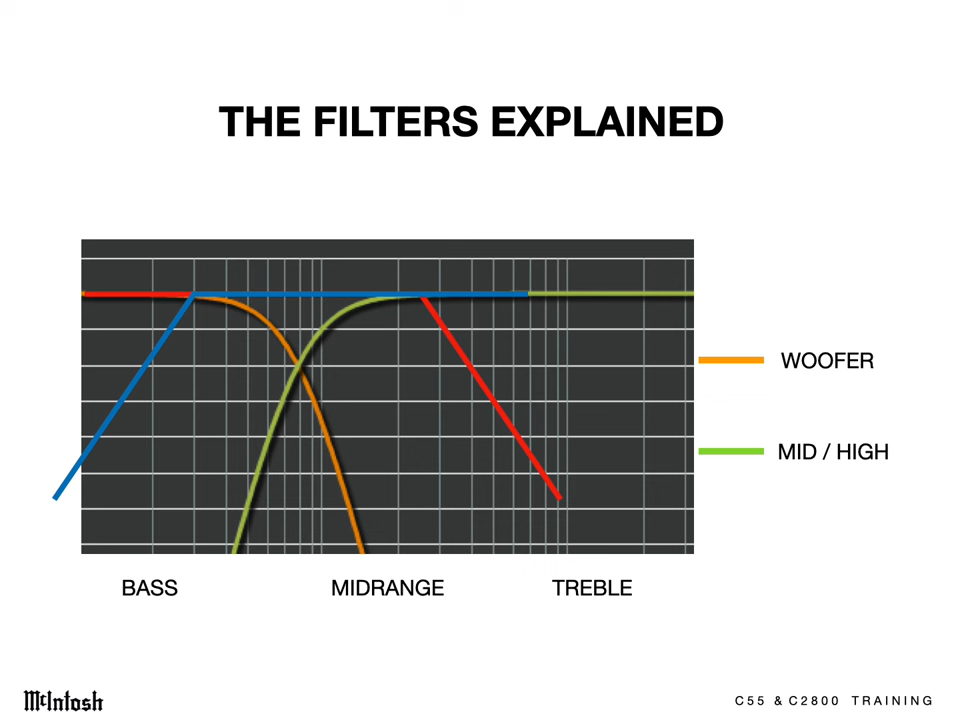 THE FILTERS EXPLAINED
WOOFER
MID / HIGH
BASS MIDRANGE TREBLE
McIntosh
C55 & C2800 TRAINING